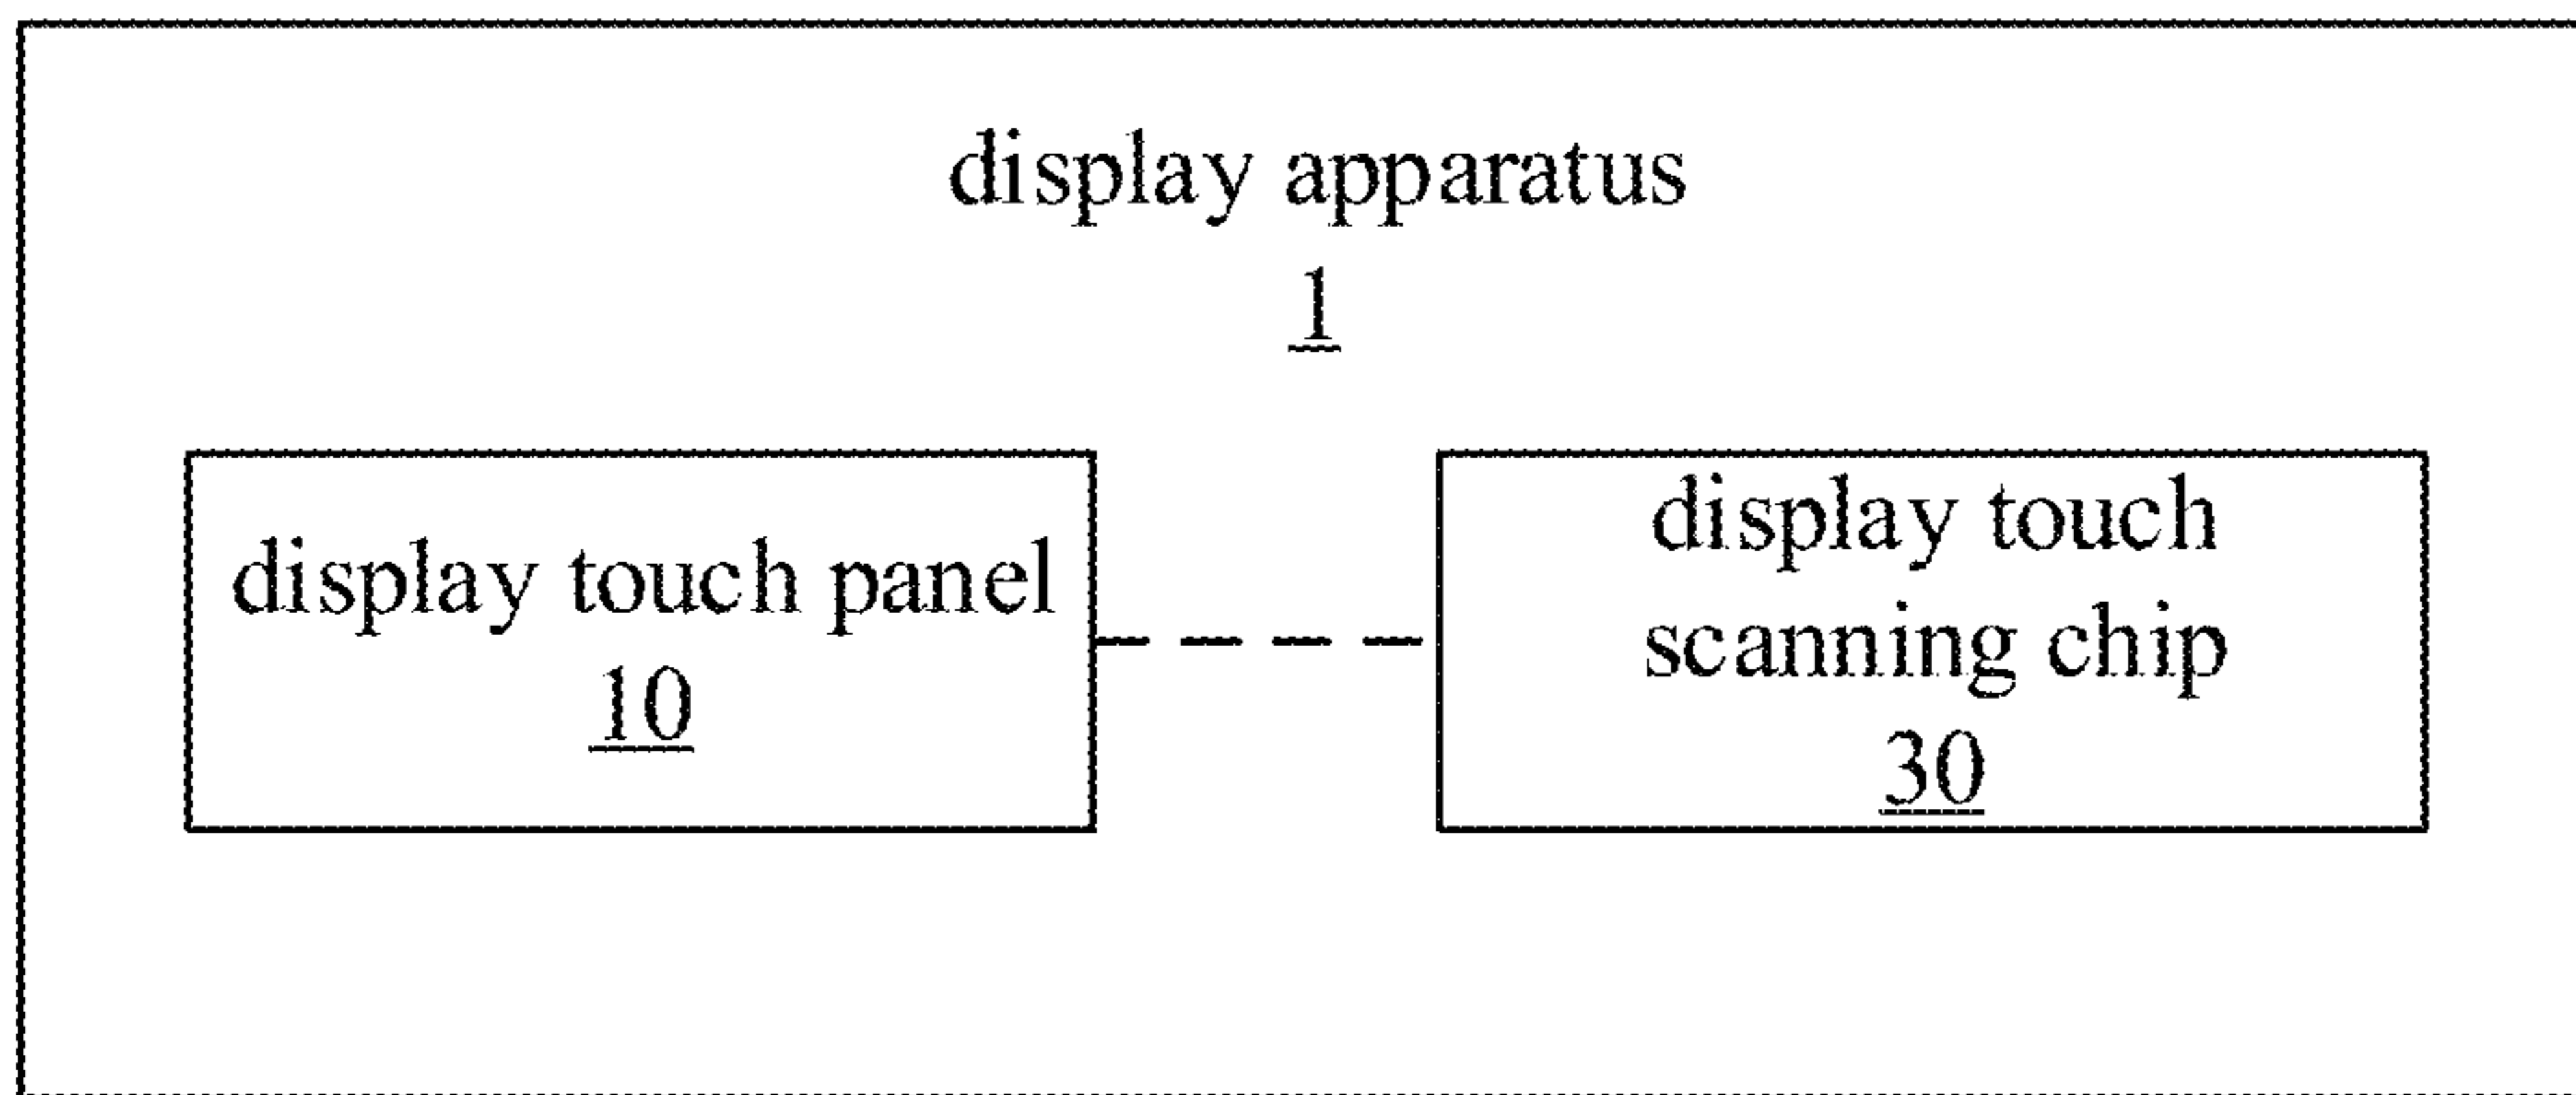 display apparatus
1
display touch panel
10
display touch
scanning chip
30